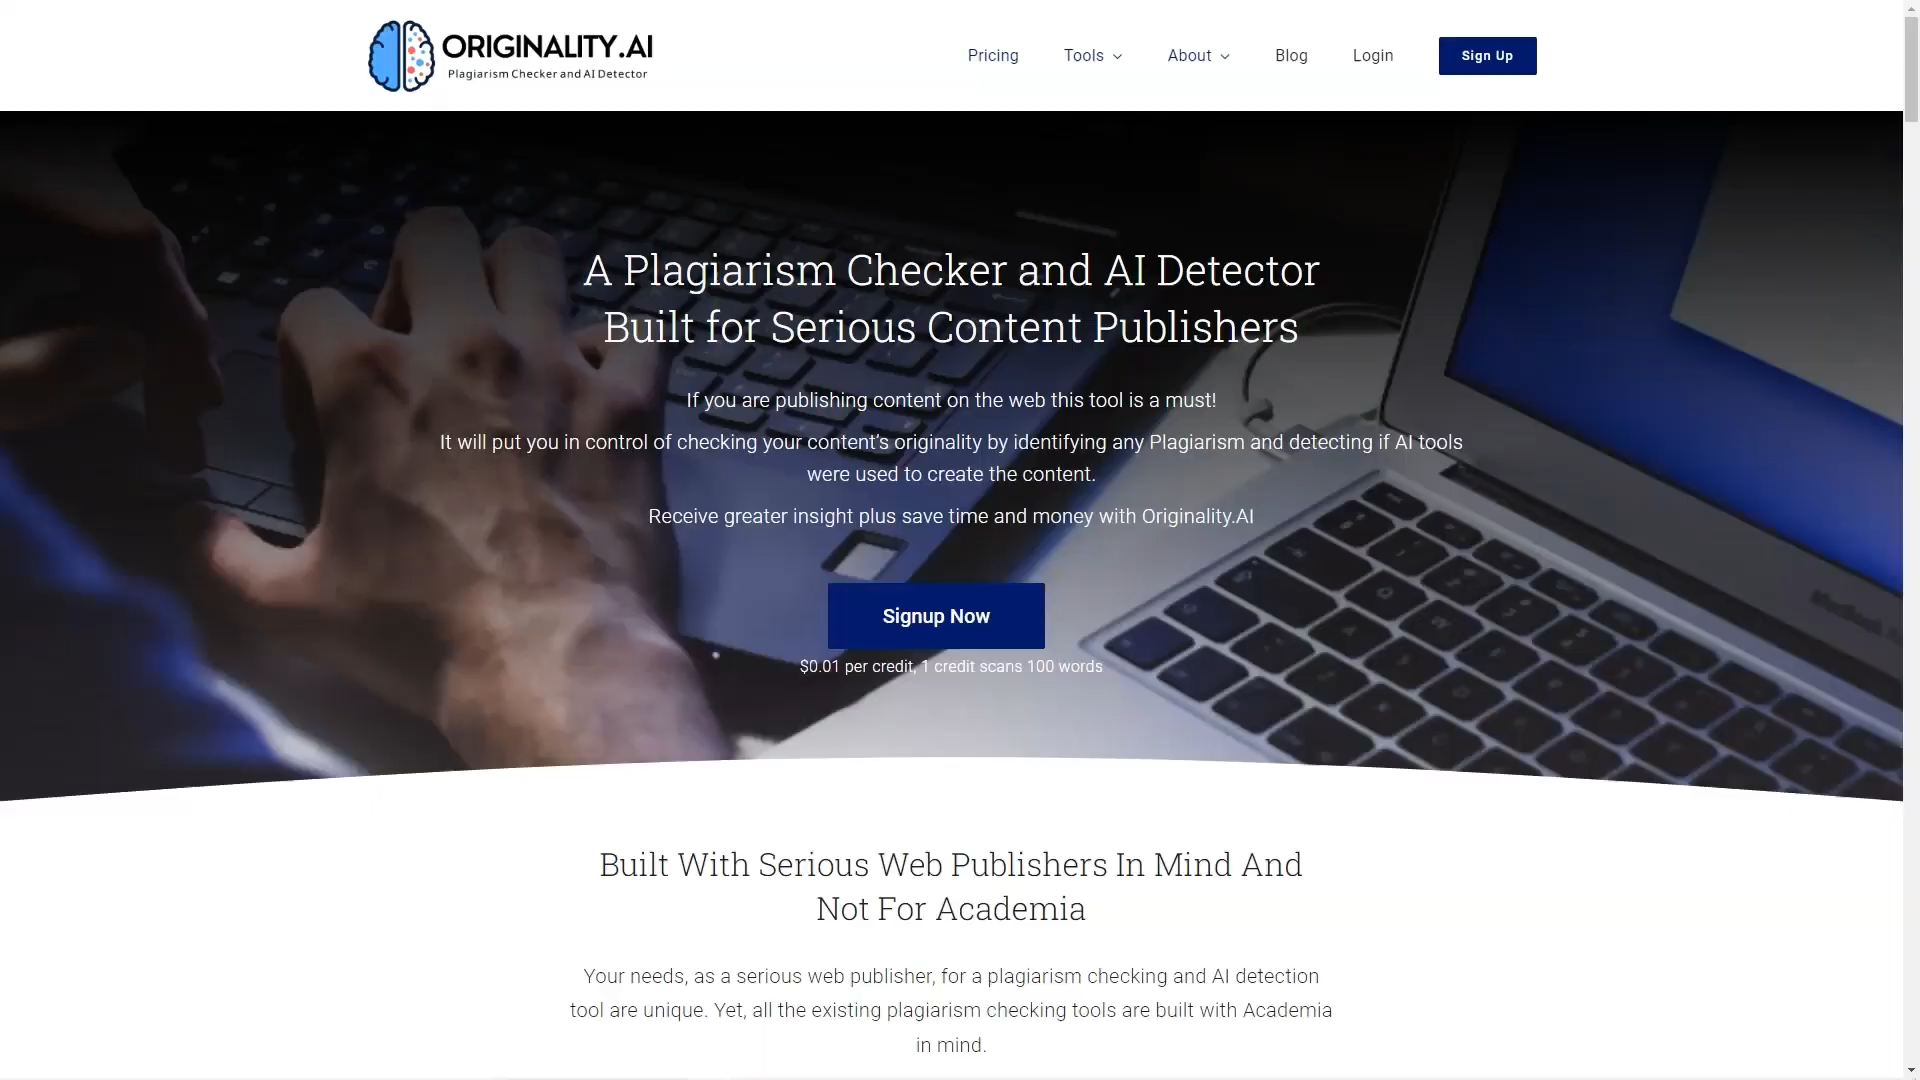 ORIGINALITY.AI
Plagiarism Checker and AI Detector
Pricing
Tools
About
Blog
Login
Sign Up
A Plagiarism Checker and AI Detector
Built for Serious Content Publishers
If you are publishing content on the web this tool is a must!
It will put you in control of checking your content’s originality by identifying any Plagiarism and detecting if AI tools
were used to create the content.
Receive greater insight plus save time and money with Originality.AI
Signup Now
$0.01 per credit, 1 credit scans 100 words
Built With Serious Web Publishers In Mind And
Not For Academia
Your needs, as a serious web publisher, for a plagiarism checking and AI detection
tool are unique. Yet, all the existing plagiarism checking tools are built with Academia
in mind.